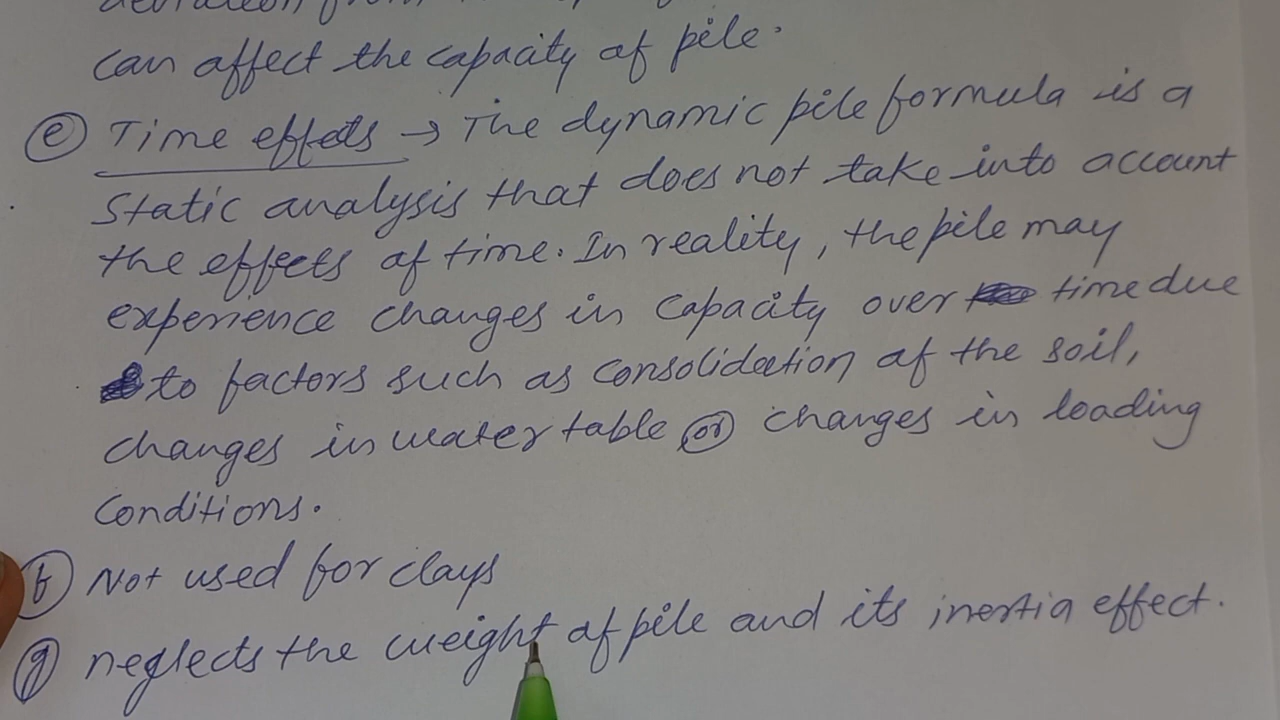 can affect the capacity of pile.
(e) Time effects → The dynamic pile formula is a
static analysis that does not take into account
the effects of time. In reality, the pile may
experience changes in capacity over time due
to factors such as consolidation of the soil,
changes in water table (or) changes in loading
conditions.
(f) Not used for clays
(g) neglects the weight of pile and its inertia effect.